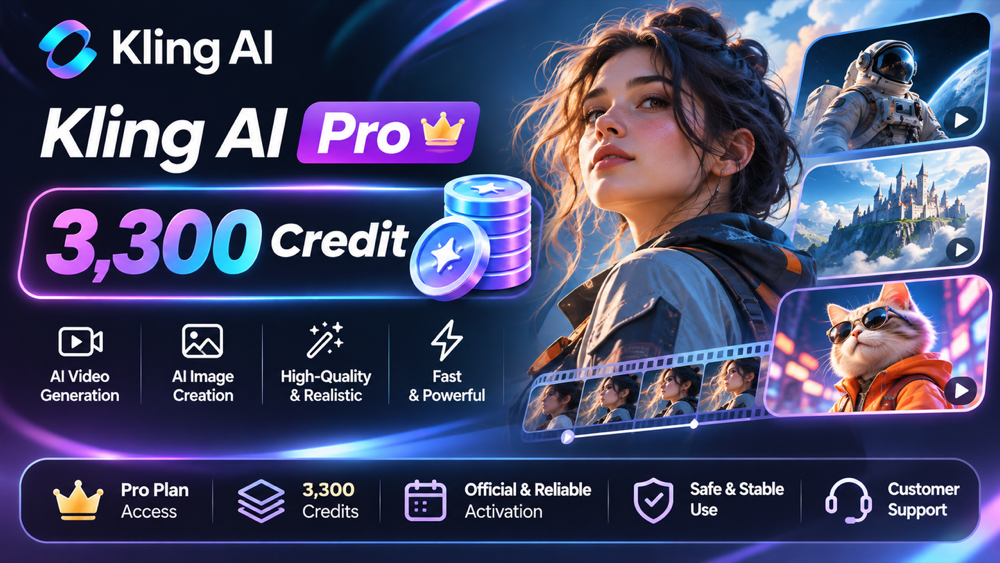 Kling AI
Kling AI Pro
3,300 Credit
AI Video
Generation
AI Image
Creation
High-Quality
& Realistic
Fast
& Powerful
Pro Plan
Access
3,300
Credits
Official & Reliable
Activation
Safe & Stable
Use
Customer
Support